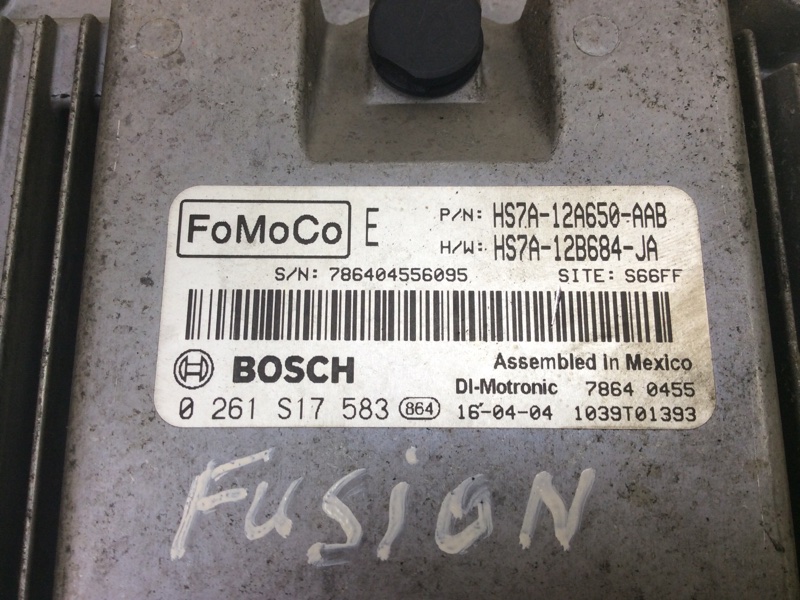 FoMoCo E P/N: HS7A-12A650-AAB
H/W: HS7A-12B684-JA
S/N: 786404556095 SITE: S66FF
BOSCH Assembled in Mexico
DI-Motronic 7864 0455
0 261 S17 583 864 16-04-04 1039T01393
FUSION